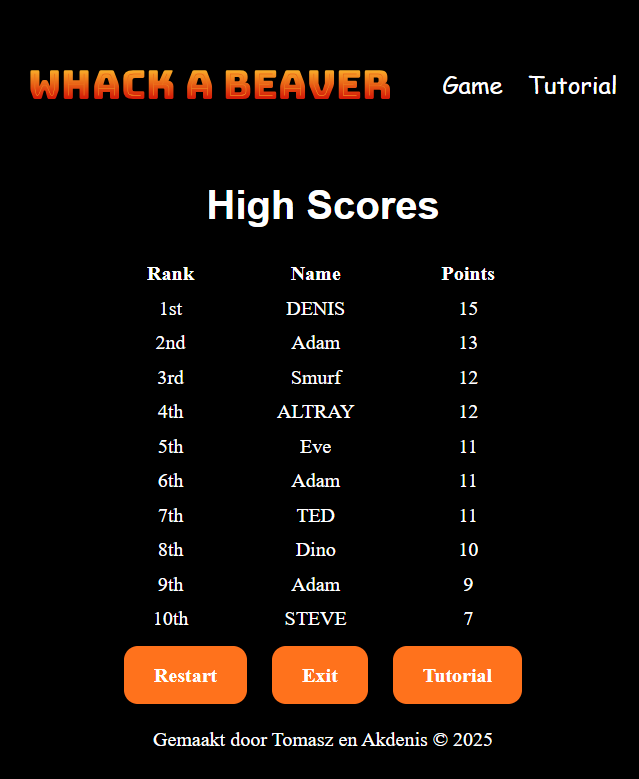 WHACK A BEAVER Game Tutorial
High Scores
Rank Name Points
1st DENIS 15
2nd Adam 13
3rd Smurf 12
4th ALTRAY 12
5th Eve 11
6th Adam 11
7th TED 11
8th Dino 10
9th Adam 9
10th STEVE 7
Restart Exit Tutorial
Gemaakt door Tomasz en Akdenis © 2025